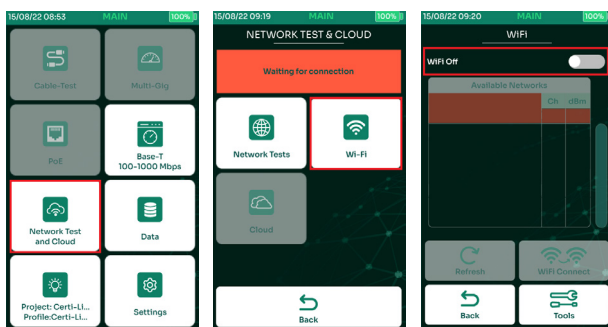 15/08/22 08:53 MAIN 100%
Cable-Test
Multi-Gig
PoE
Base-T
100-1000 Mbps
Network Test
and Cloud
Data
Project: Certi-Li...
Profile:Certi-Li...
Settings
15/08/22 09:19 MAIN 100%
NETWORK TEST & CLOUD
Waiting for connection
Network Tests
Wi-Fi
Cloud
Back
15/08/22 09:20 MAIN 100%
WiFi
WiFi Off
Available Networks
Ch dBm
Refresh
WiFi Connect
Back
Tools